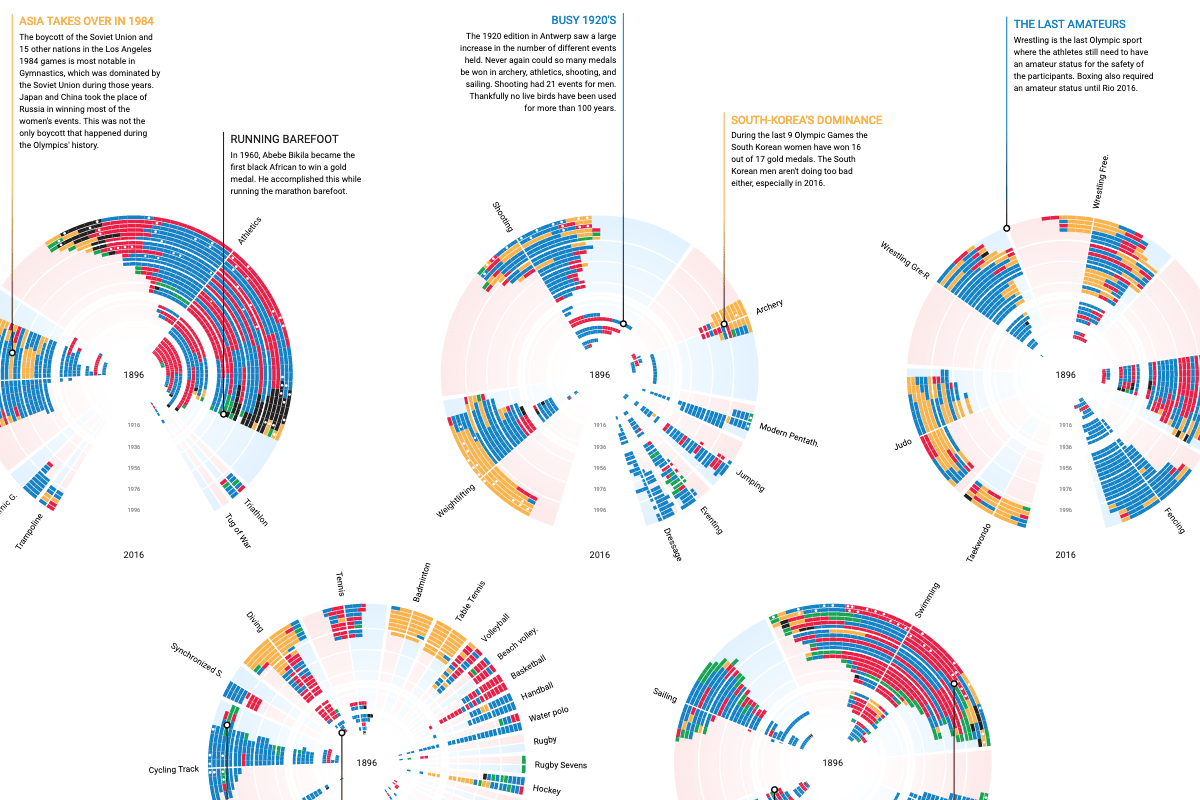 ASIA TAKES OVER IN 1984
The boycott of the Soviet Union and
15 other nations in the Los Angeles
1984 games is most notable in
Gymnastics, which was dominated by
the Soviet Union during those years.
Japan and China took the place of
Russia in winning most of the
women's events. This was not the
only boycott that happened during
the Olympics' history.
RUNNING BAREFOOT
In 1960, Abebe Bikila became the
first black African to win a gold
medal. He accomplished this while
running the marathon barefoot.
BUSY 1920'S
The 1920 edition in Antwerp saw a large
increase in the number of different events
held. Never again could so many medals
be won in archery, athletics, shooting, and
sailing. Shooting had 21 events for men.
Thankfully no live birds have been used
for more than 100 years.
SOUTH-KOREA'S DOMINANCE
During the last 9 Olympic Games the
South Korean women have won 16
out of 17 gold medals. The South
Korean men aren't doing too bad
either, especially in 2016.
THE LAST AMATEURS
Wrestling is the last Olympic sport
where the athletes still need to have
an amateur status for the safety of
the participants. Boxing also required
an amateur status until Rio 2016.
Athletics
1896
1916
1936
1956
1976
1996
2016
Triathlon
Tug of War
Trampoline
mic G.
Shooting
Archery
1896
1916
1936
1956
1976
1996
2016
Modern Pentath.
Jumping
Eventing
Dressage
Weightlifting
Wrestling Free.
Wrestling Gre-R
1896
1916
1936
1956
1976
1996
2016
Judo
Taekwondo
Fencing
Tennis
Badminton
Table Tennis
Volleyball
Beach volley.
Basketball
Handball
Water polo
Rugby
Rugby Sevens
Hockey
Diving
Synchronized S.
Cycling Track
1896
Swimming
Sailing
1896